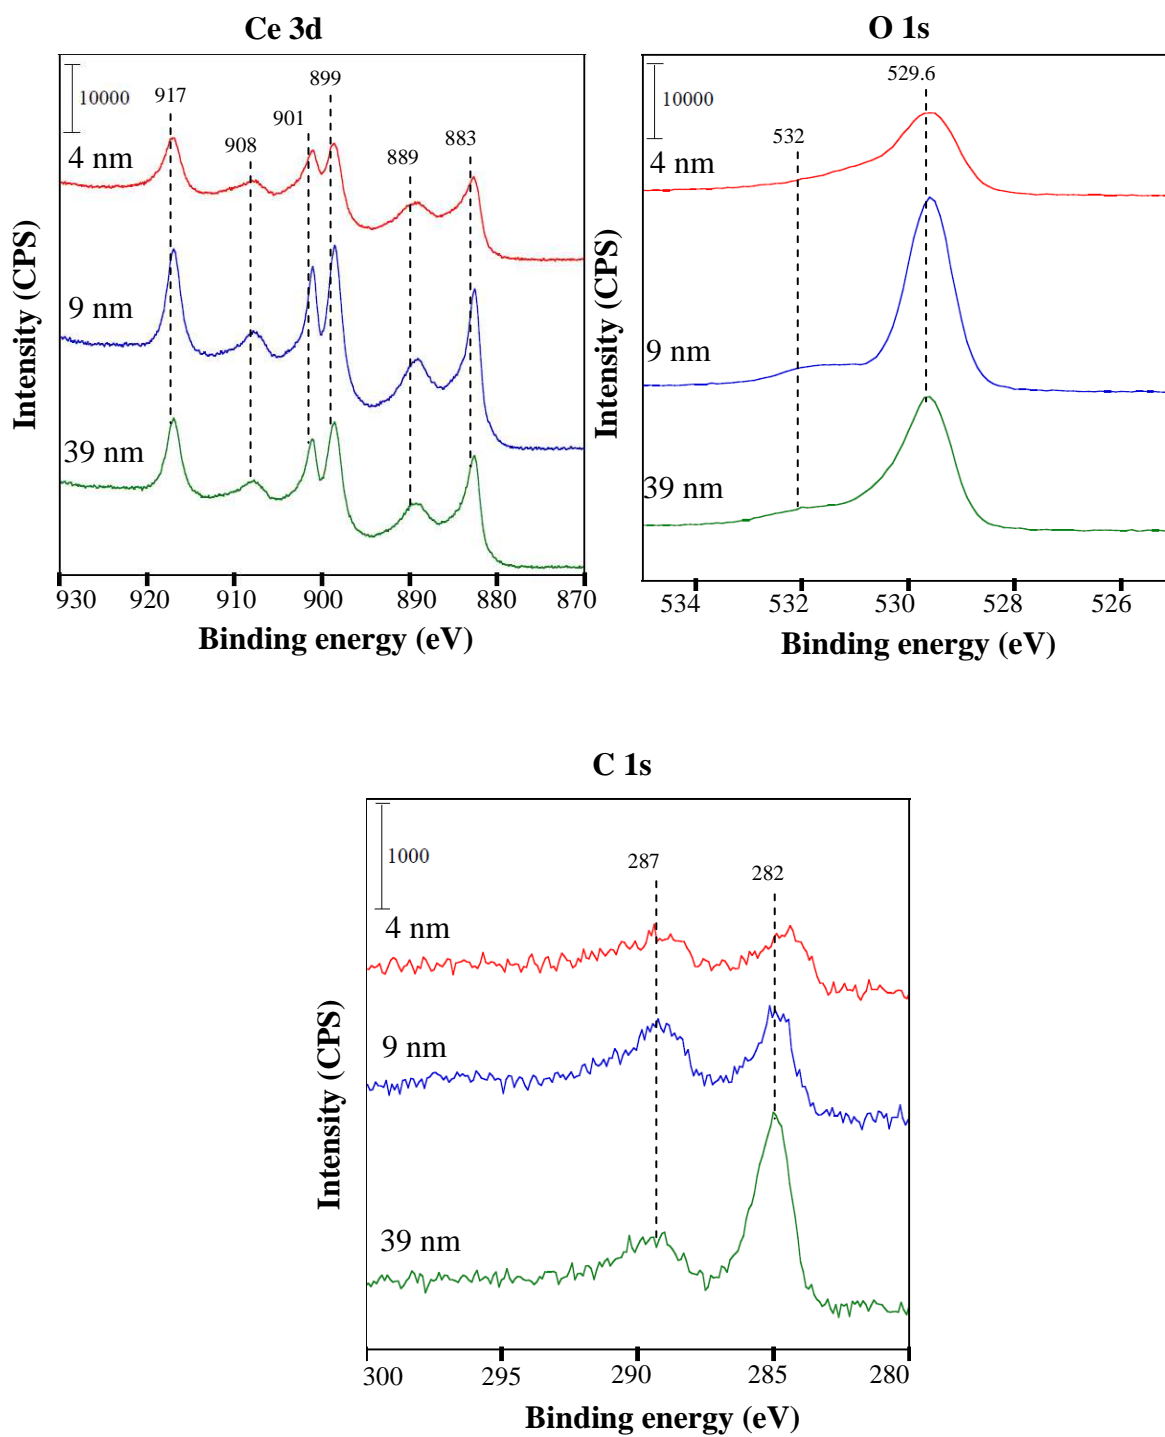 Ce 3d
10000
917
908
901
899
889
883
4 nm
9 nm
39 nm
Intensity (CPS)
930 920 910 900 890 880 870
Binding energy (eV)
O 1s
10000
532
529.6
4 nm
9 nm
39 nm
Intensity (CPS)
534 532 530 528 526
Binding energy (eV)
C 1s
1000
287
282
4 nm
9 nm
39 nm
Intensity (CPS)
300 295 290 285 280
Binding energy (eV)